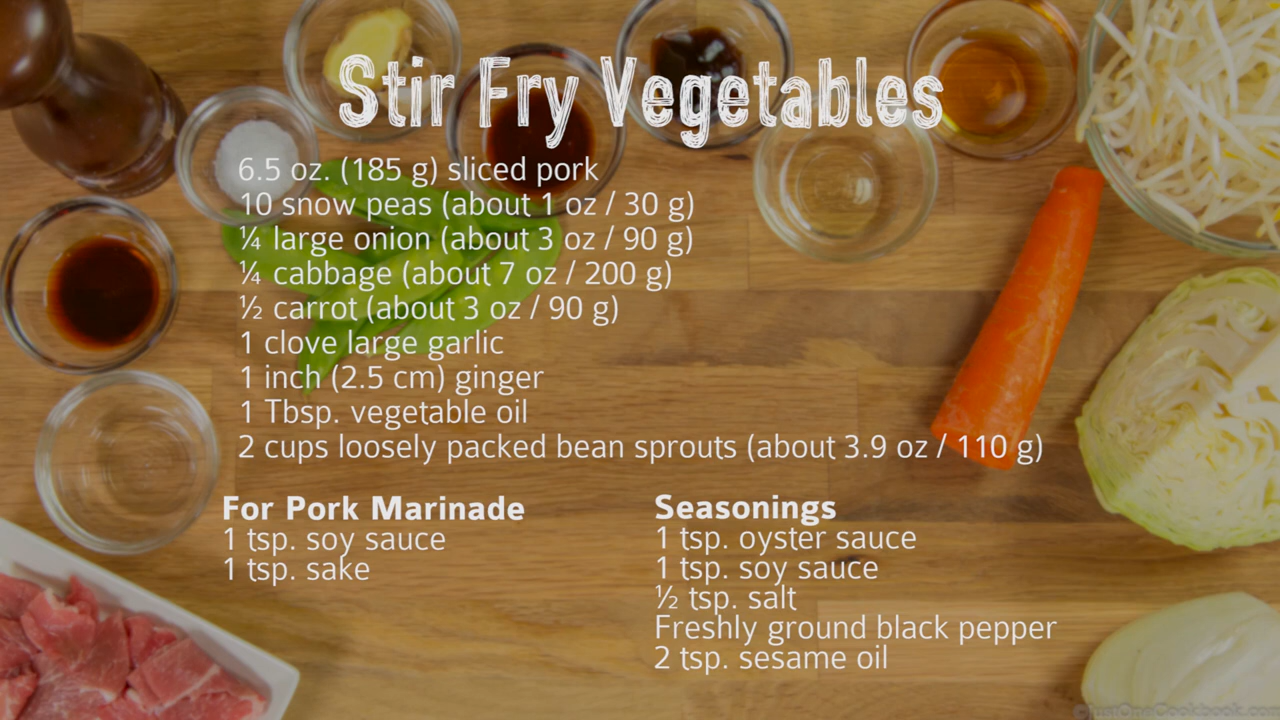 Stir Fry Vegetables
6.5 oz. (185 g) sliced pork
10 snow peas (about 1 oz / 30 g)
¼ large onion (about 3 oz / 90 g)
¼ cabbage (about 7 oz / 200 g)
½ carrot (about 3 oz / 90 g)
1 clove large garlic
1 inch (2.5 cm) ginger
1 Tbsp. vegetable oil
2 cups loosely packed bean sprouts (about 3.9 oz / 110 g)
For Pork Marinade
1 tsp. soy sauce
1 tsp. sake
Seasonings
1 tsp. oyster sauce
1 tsp. soy sauce
½ tsp. salt
Freshly ground black pepper
2 tsp. sesame oil
©JustOneCookbook.com